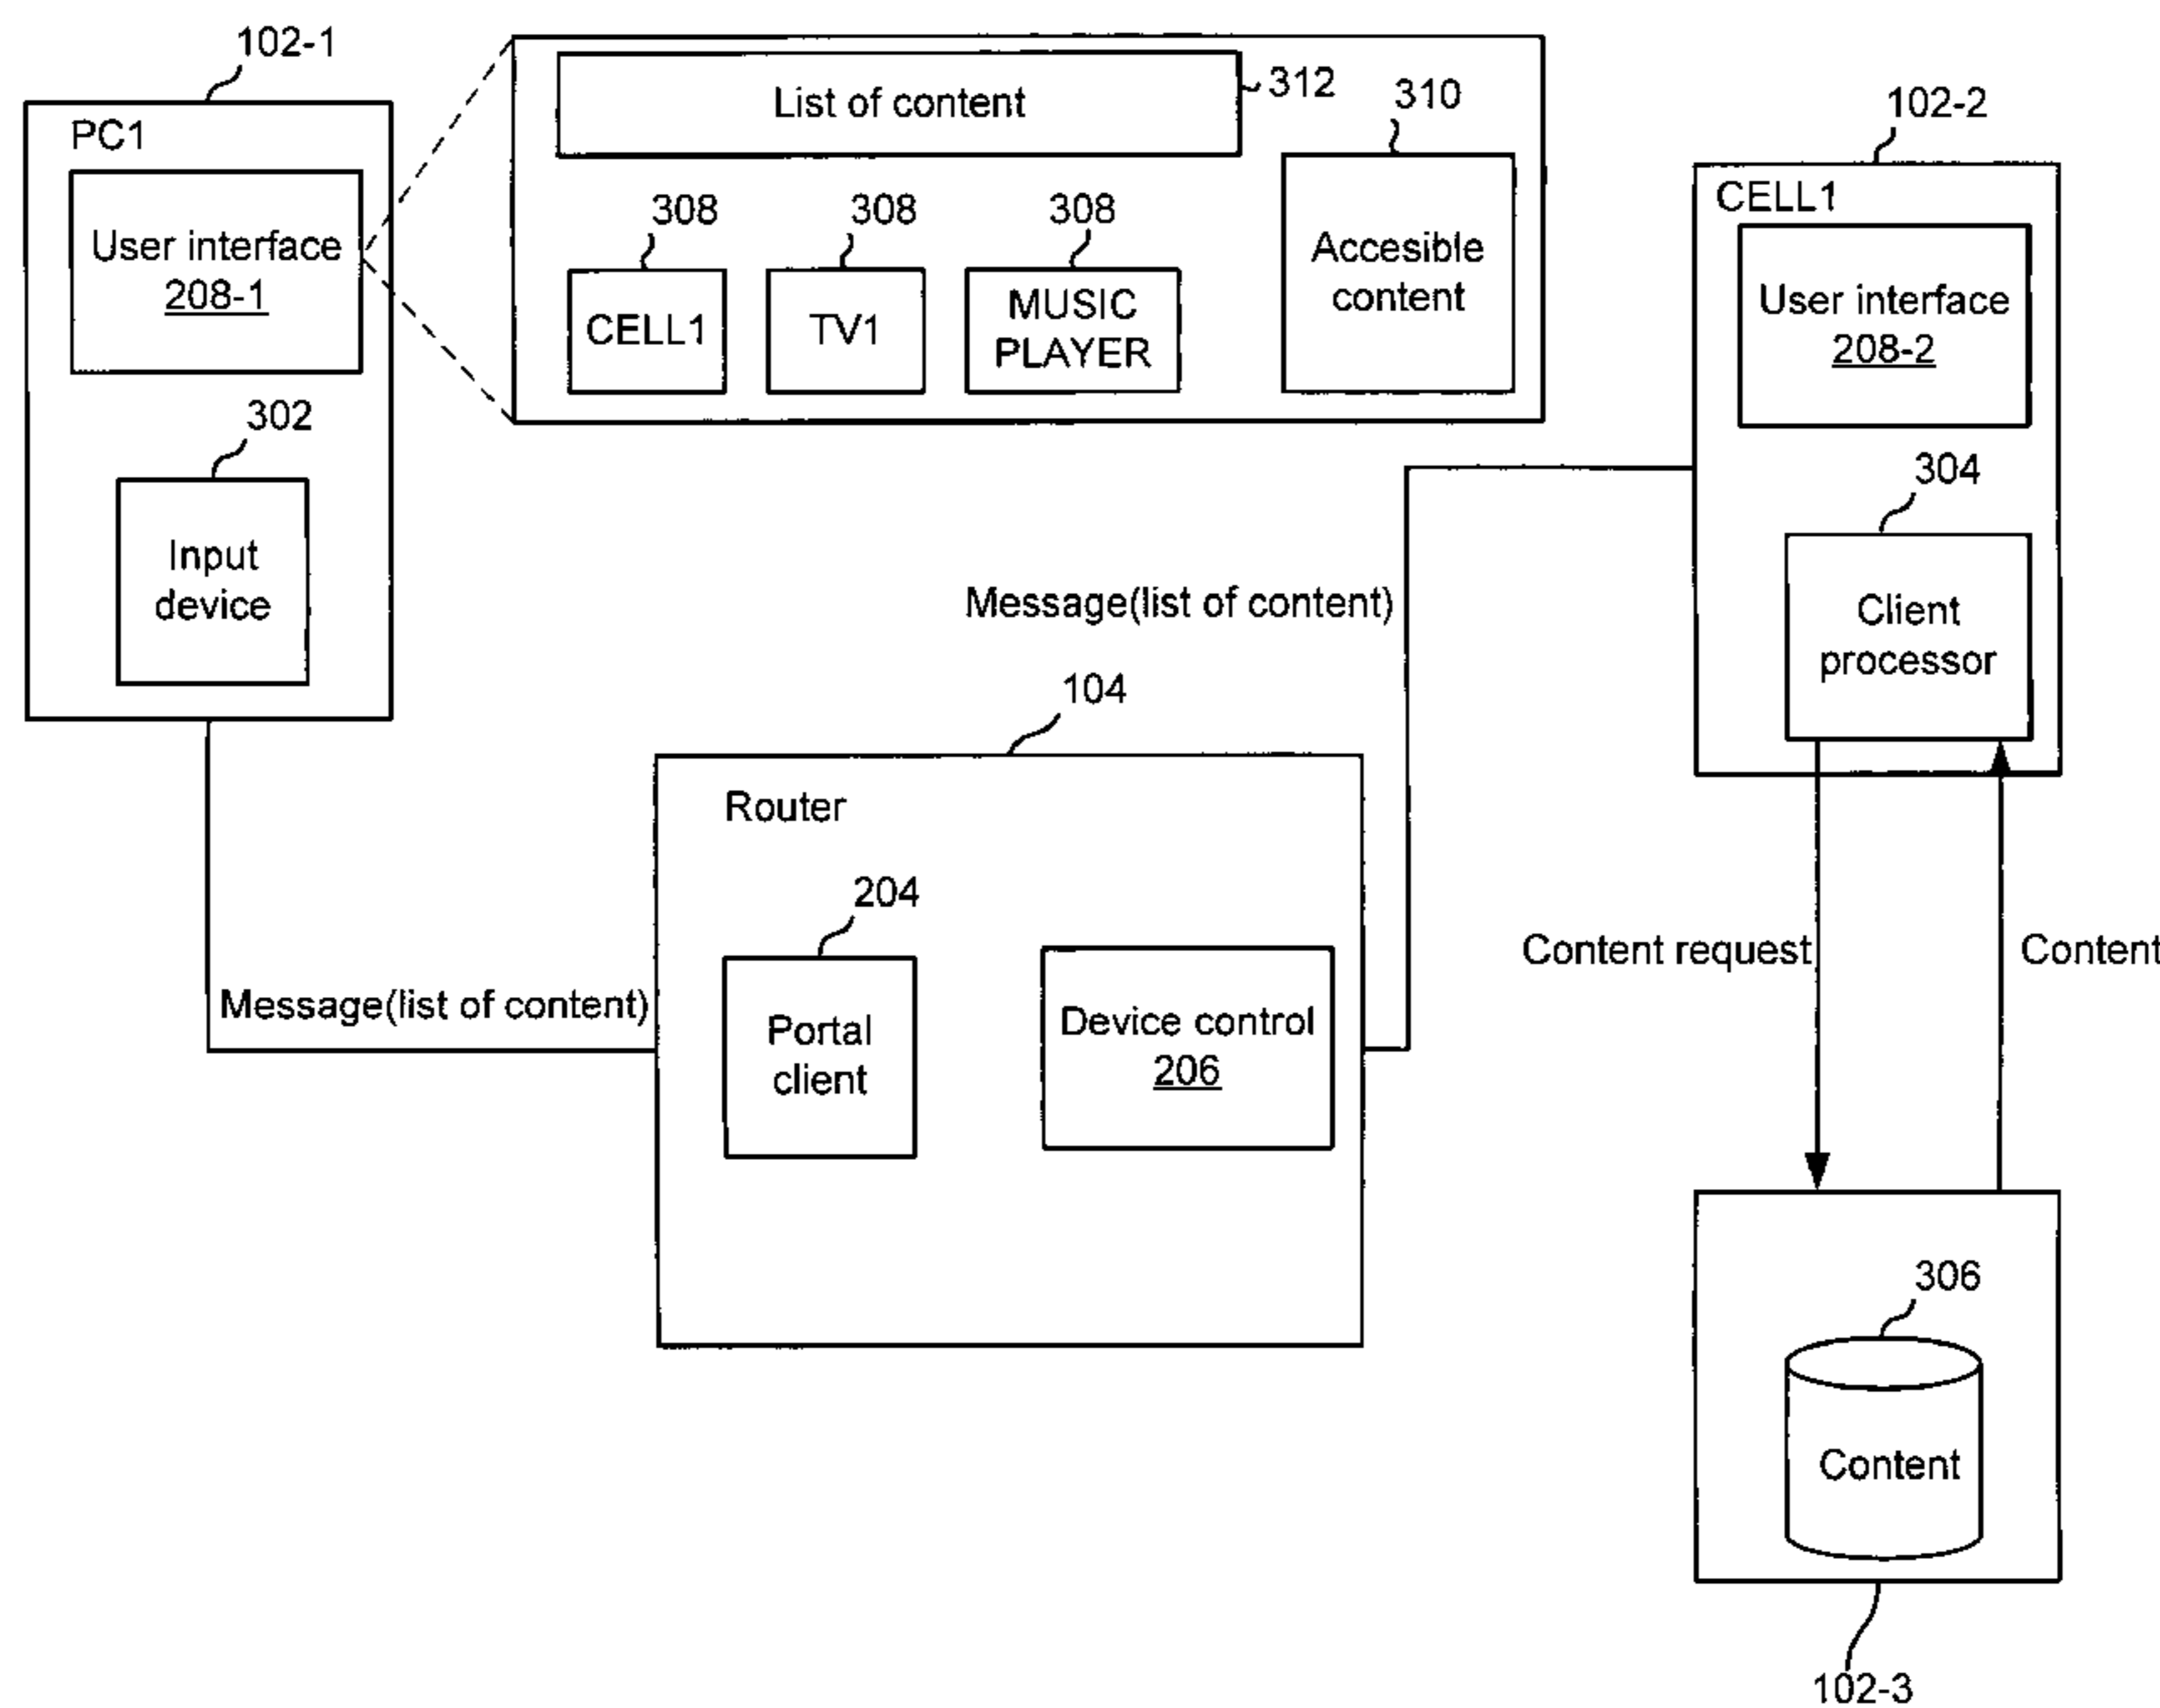 102-1
PC1
User interface
208-1
302
Input
device
List of content
312
310
308
308
308
CELL1
TV1
MUSIC
PLAYER
Accesible
content
102-2
CELL1
User interface
208-2
304
Client
processor
Message(list of content)
104
Router
204
Portal
client
Device control
206
Message(list of content)
Content request
Content
306
Content
102-3